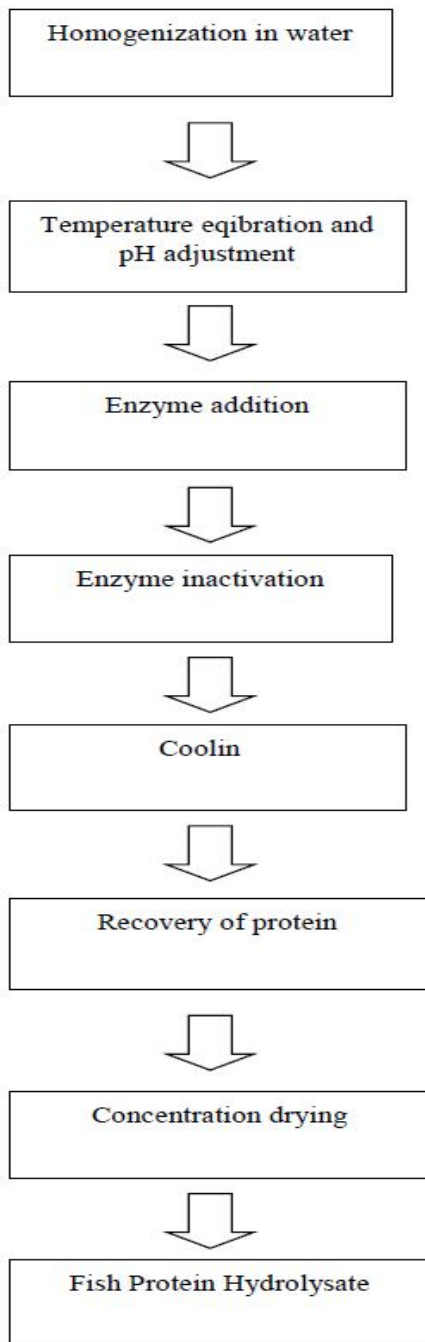 Homogenization in water
Temperature eqibration and
pH adjustment
Enzyme addition
Enzyme inactivation
Coolin
Recovery of protein
Concentration drying
Fish Protein Hydrolysate